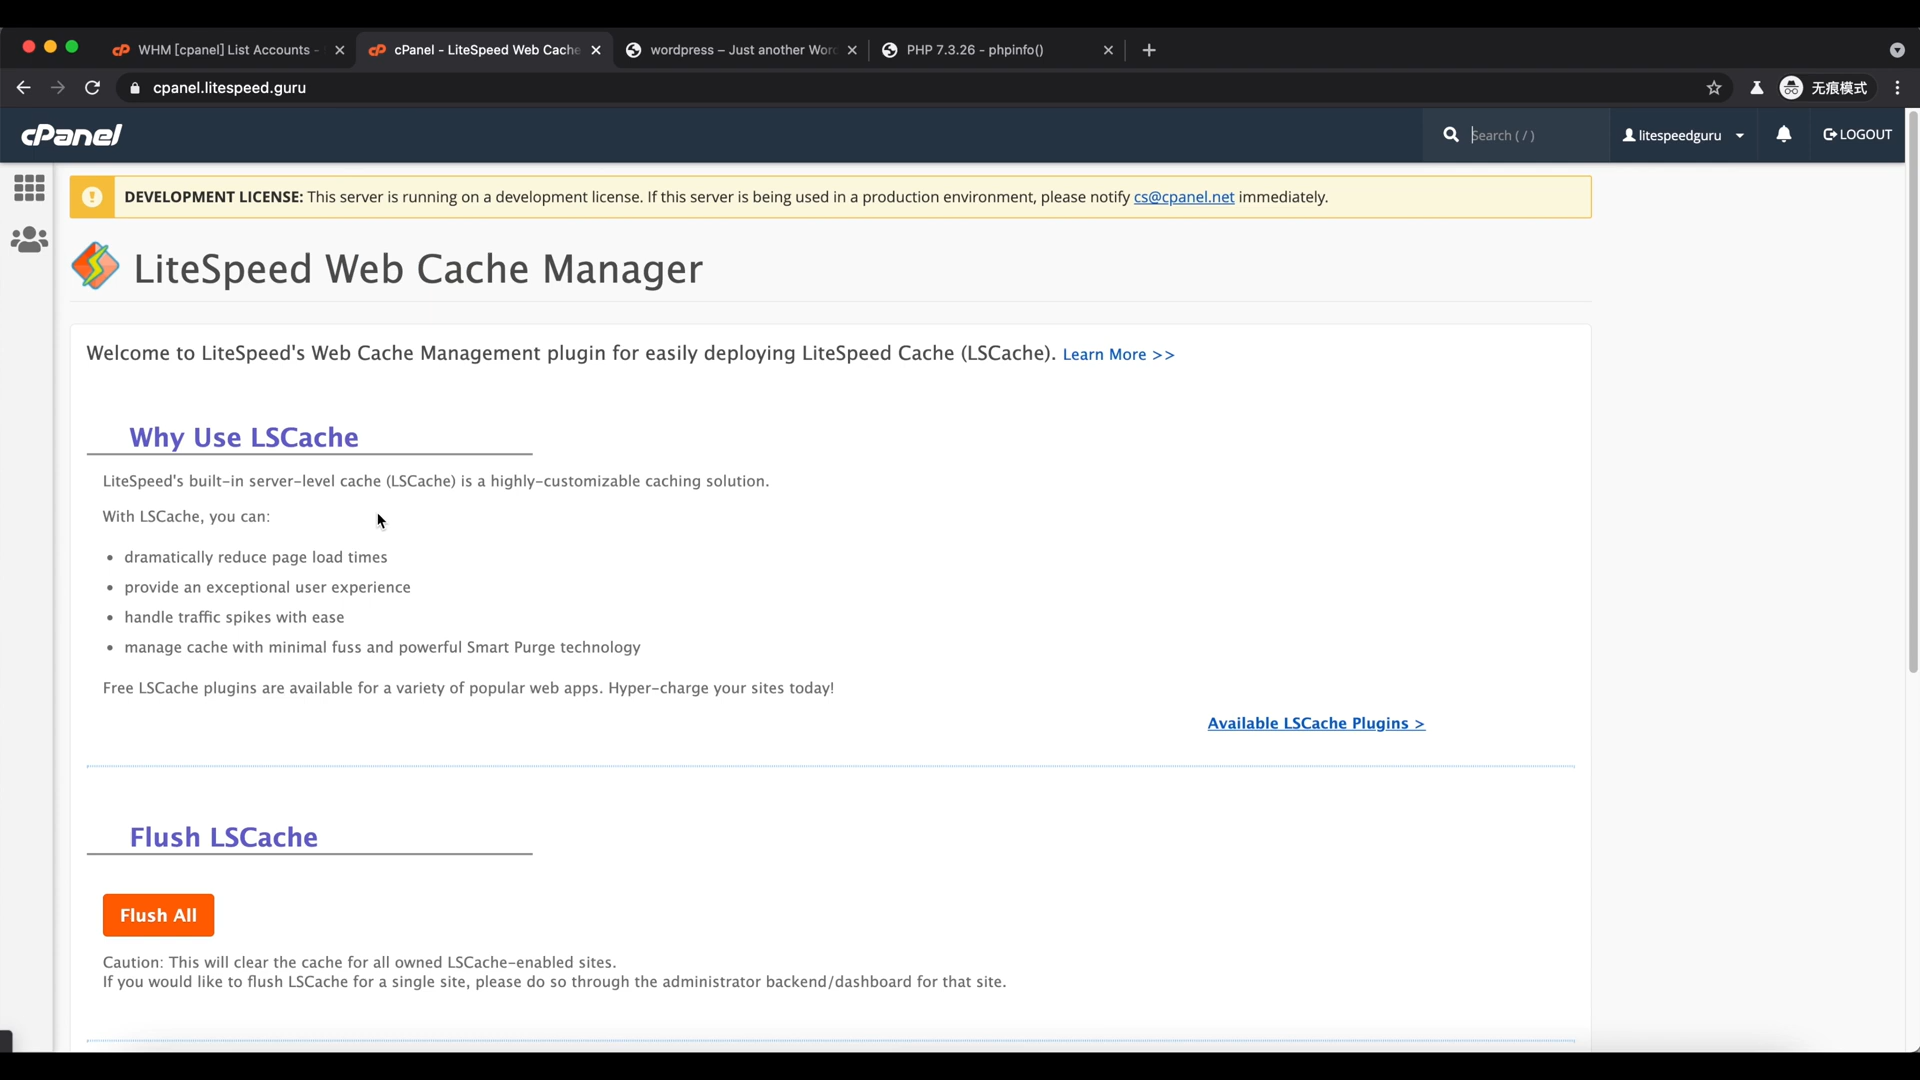 WHM [cpanel] List Accounts -
cPanel - LiteSpeed Web Cache
wordpress – Just another Wor
PHP 7.3.26 - phpinfo()
cpanel.litespeed.guru
无痕模式
cPanel
Search ( / )
litespeedguru
LOGOUT
DEVELOPMENT LICENSE: This server is running on a development license. If this server is being used in a production environment, please notify cs@cpanel.net immediately.
LiteSpeed Web Cache Manager
Welcome to LiteSpeed's Web Cache Management plugin for easily deploying LiteSpeed Cache (LSCache). Learn More >>
Why Use LSCache
LiteSpeed's built-in server-level cache (LSCache) is a highly-customizable caching solution.
With LSCache, you can:
• dramatically reduce page load times
• provide an exceptional user experience
• handle traffic spikes with ease
• manage cache with minimal fuss and powerful Smart Purge technology
Free LSCache plugins are available for a variety of popular web apps. Hyper-charge your sites today!
Available LSCache Plugins >
Flush LSCache
Flush All
Caution: This will clear the cache for all owned LSCache-enabled sites.
If you would like to flush LSCache for a single site, please do so through the administrator backend/dashboard for that site.